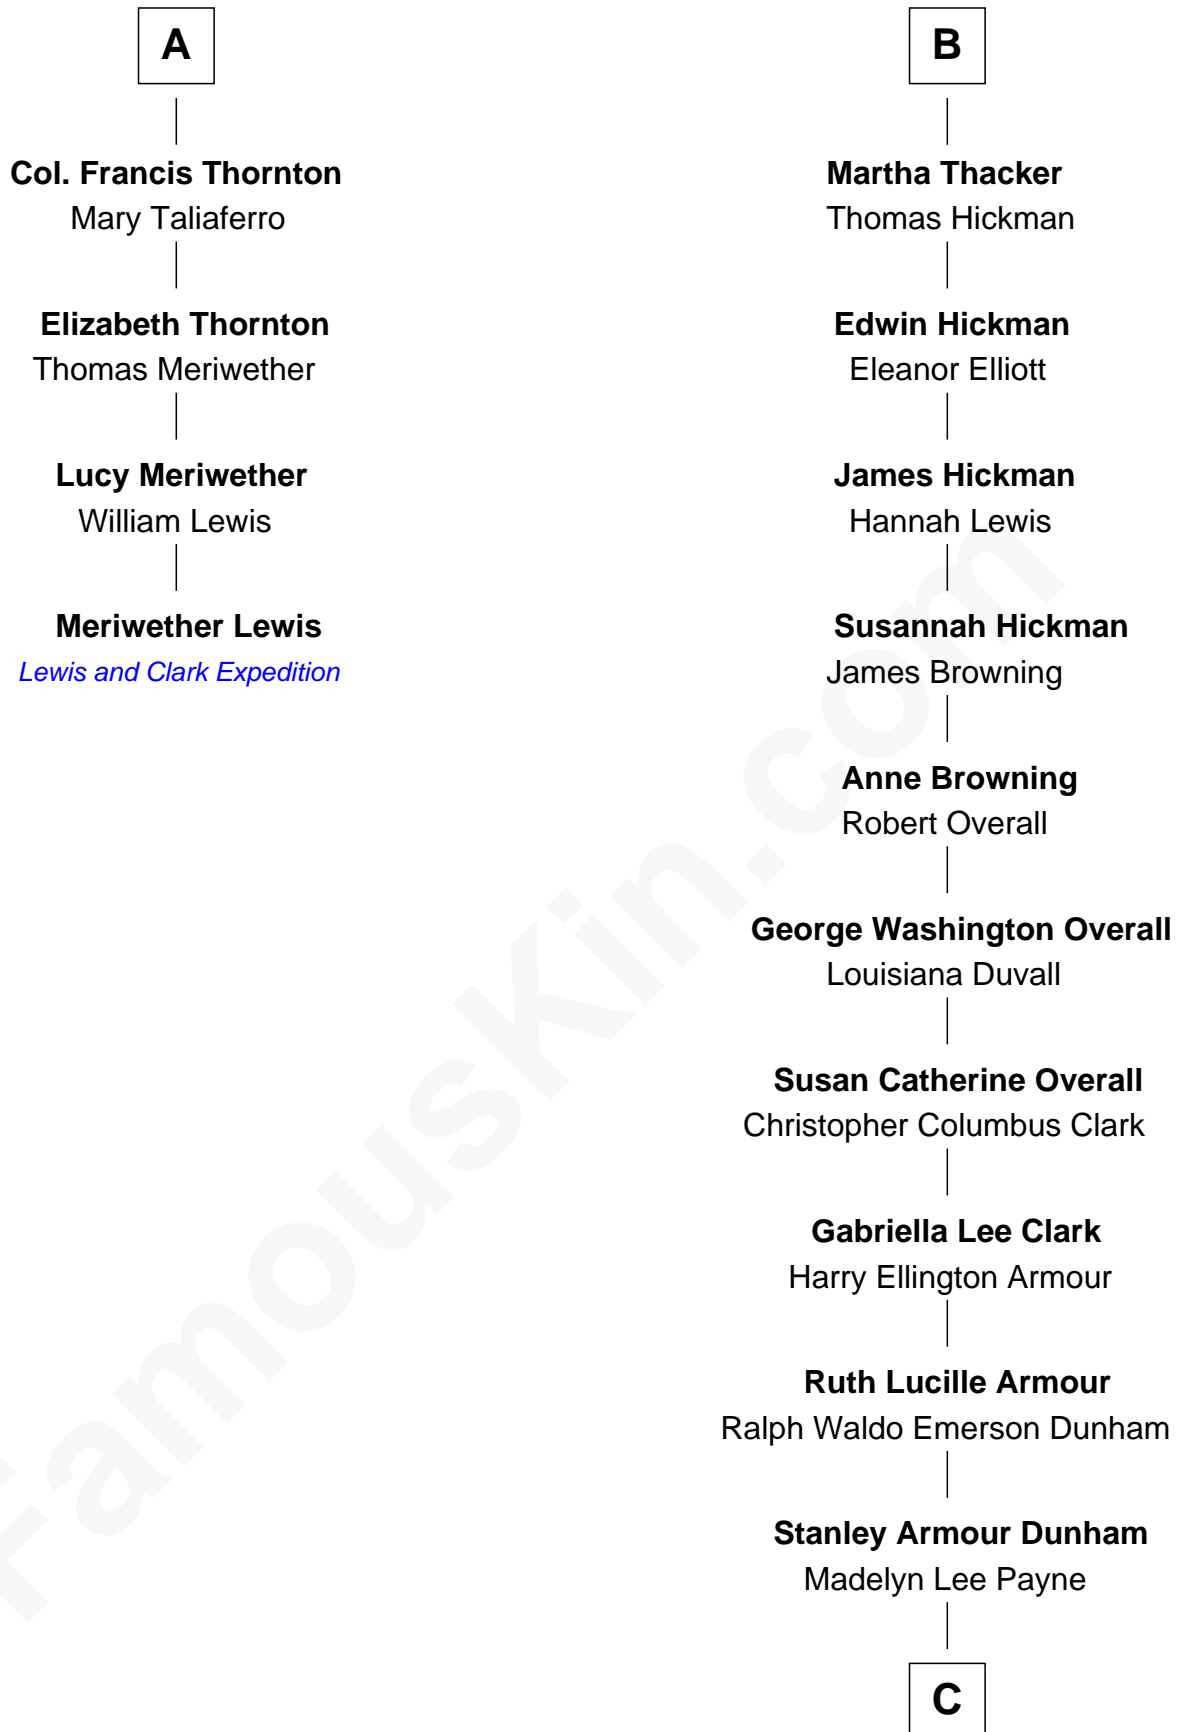 A
Col. Francis Thornton
Mary Taliaferro
Elizabeth Thornton
Thomas Meriwether
Lucy Meriwether
William Lewis
Meriwether Lewis
Lewis and Clark Expedition
B
Martha Thacker
Thomas Hickman
Edwin Hickman
Eleanor Elliott
James Hickman
Hannah Lewis
Susannah Hickman
James Browning
Anne Browning
Robert Overall
George Washington Overall
Louisiana Duvall
Susan Catherine Overall
Christopher Columbus Clark
Gabriella Lee Clark
Harry Ellington Armour
Ruth Lucille Armour
Ralph Waldo Emerson Dunham
Stanley Armour Dunham
Madelyn Lee Payne
C
FamousKin.com